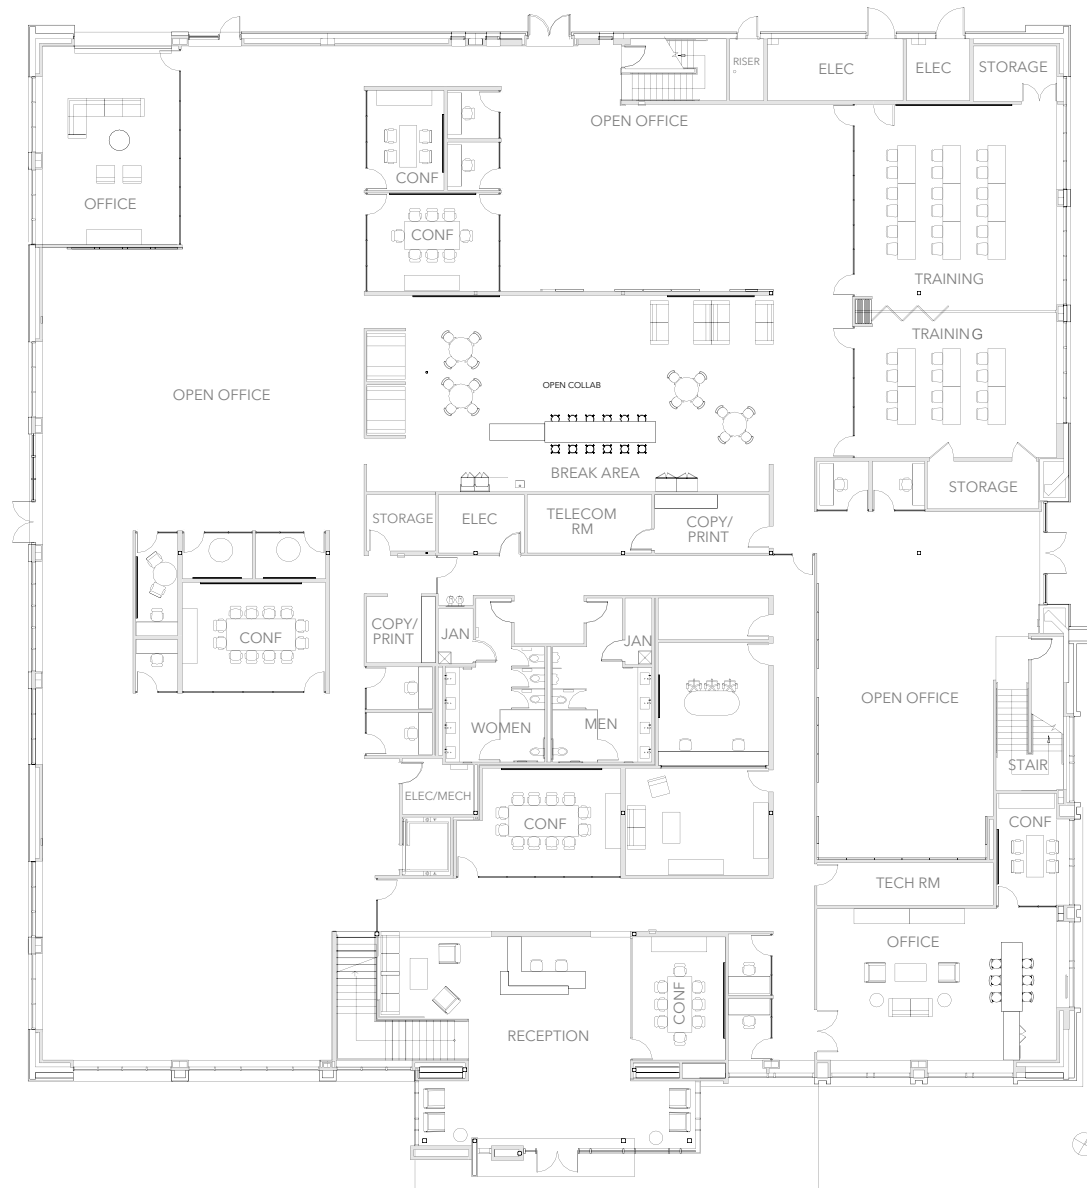 RISER
ELEC
ELEC
STORAGE
OPEN OFFICE
CONF
OFFICE
CONF
TRAINING
TRAINING
OPEN COLLAB
OPEN OFFICE
BREAK AREA
STORAGE
STORAGE
ELEC
TELECOM
RM
COPY/
PRINT
COPY/
PRINT
JAN
JAN
CONF
OPEN OFFICE
WOMEN
MEN
STAIR
ELEC/MECH
CONF
CONF
TECH RM
OFFICE
CONF
RECEPTION